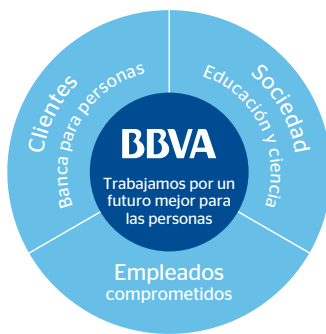 Clientes
Banca para personas
Sociedad
Educación y ciencia
BBVA
Trabajamos por un
futuro mejor para
las personas
Empleados
comprometidos